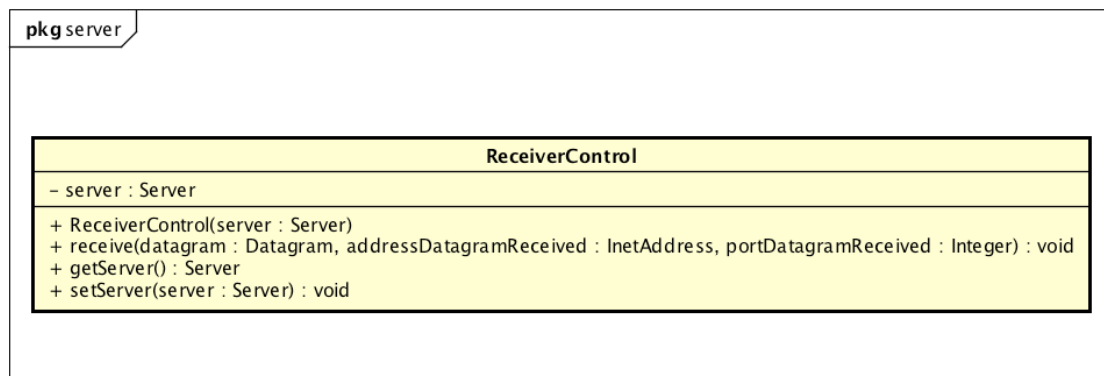 pkg server
ReceiverControl
– server : Server
+ ReceiverControl(server : Server)
+ receive(datagram : Datagram, addressDatagramReceived : InetAddress, portDatagramReceived : Integer) : void
+ getServer() : Server
+ setServer(server : Server) : void